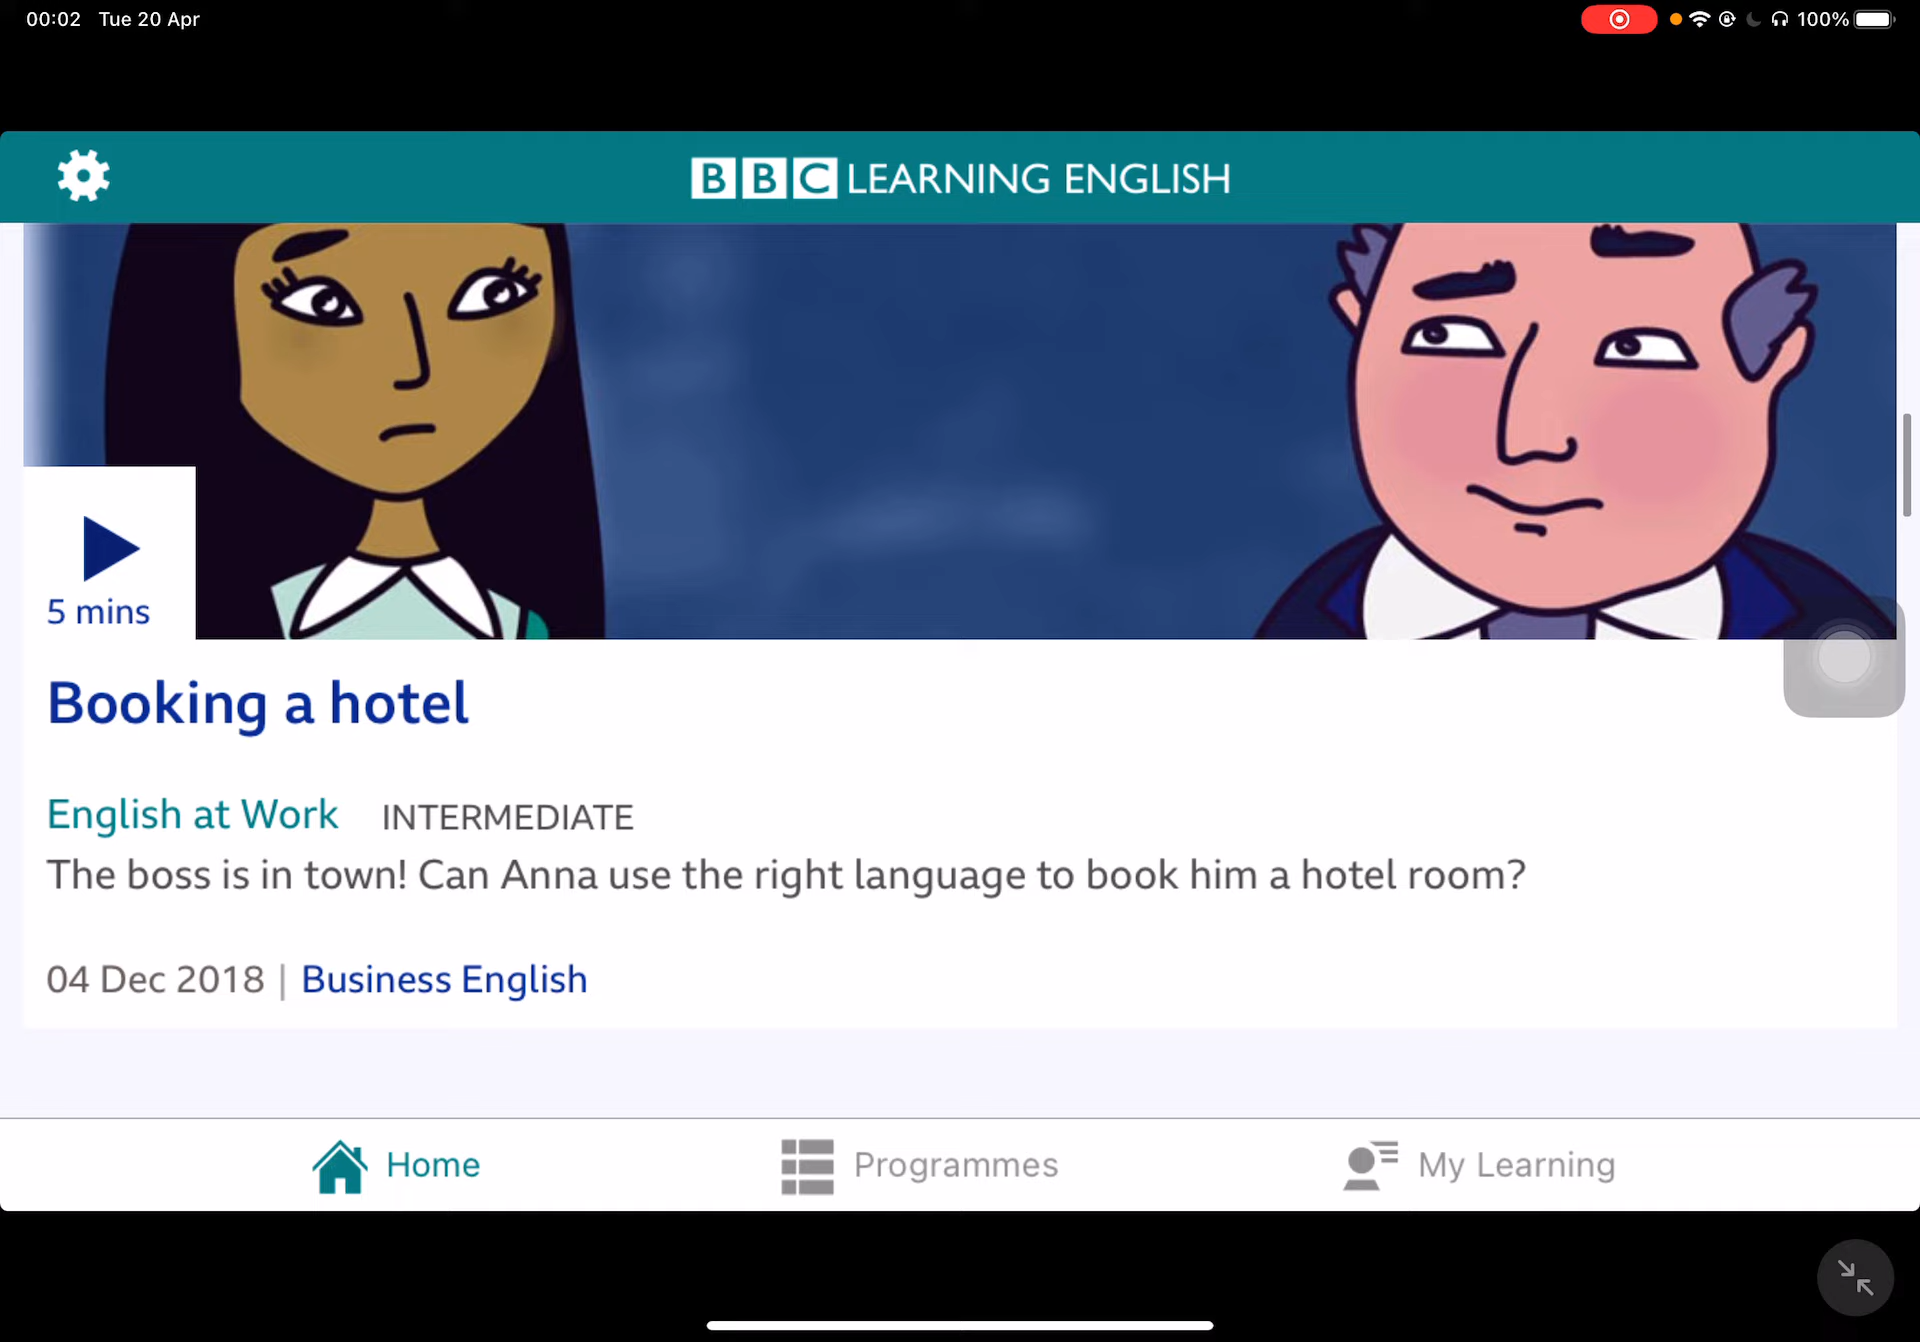 00:02 Tue 20 Apr
100%
BBC LEARNING ENGLISH
5 mins
Booking a hotel
English at Work INTERMEDIATE
The boss is in town! Can Anna use the right language to book him a hotel room?
04 Dec 2018 | Business English
Home Programmes My Learning